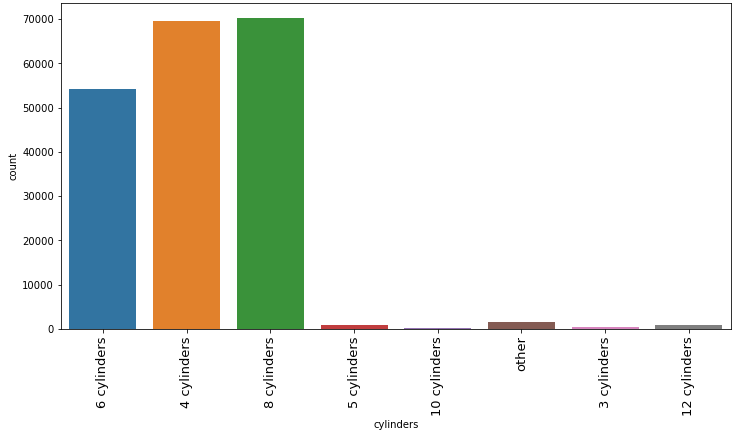 70000
60000
50000
40000
30000
20000
10000
0
count
6 cylinders
4 cylinders
8 cylinders
5 cylinders
10 cylinders
other
3 cylinders
12 cylinders
cylinders